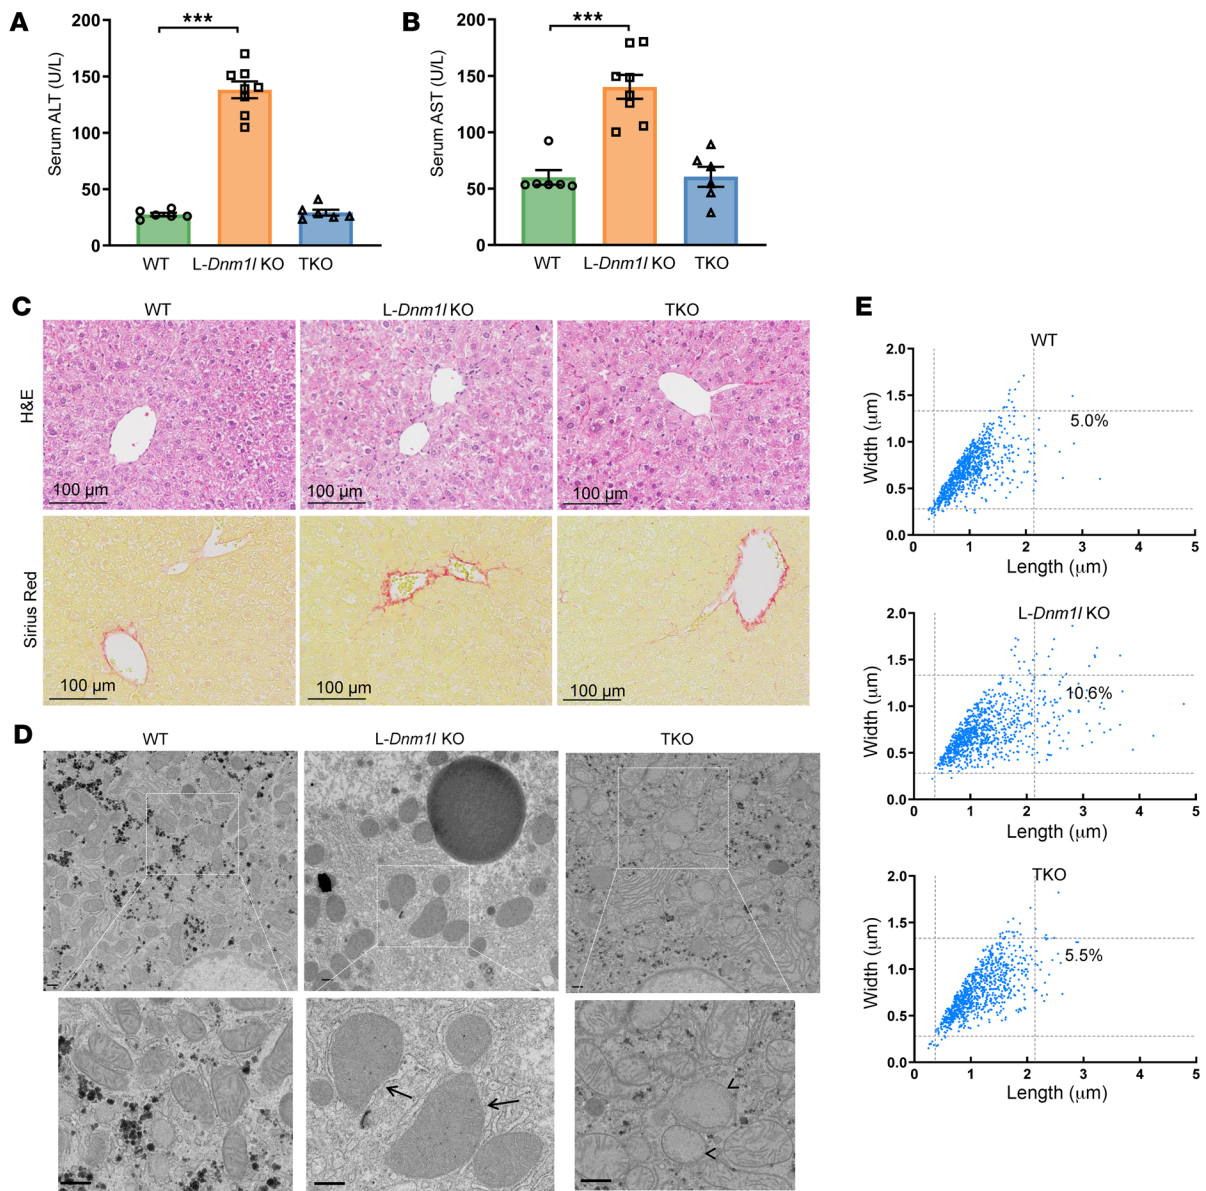 A
Serum ALT (U/L)
200
150
100
50
0
***
WT
L-Dnm1l KO
TKO
B
Serum AST (U/L)
200
150
100
50
0
***
WT
L-Dnm1l KO
TKO
C
WT
L-Dnm1l KO
TKO
H&E
100 µm
100 µm
100 µm
Sirius Red
100 µm
100 µm
100 µm
D
WT
L-Dnm1l KO
TKO
E
WT
Width (µm)
2.0
1.5
1.0
0.5
0.0
5.0%
0 1 2 3 4 5
Length (µm)
L-Dnm1l KO
Width (µm)
2.0
1.5
1.0
0.5
0.0
10.6%
0 1 2 3 4 5
Length (µm)
TKO
Width (µm)
2.0
1.5
1.0
0.5
0.0
5.5%
0 1 2 3 4 5
Length (µm)